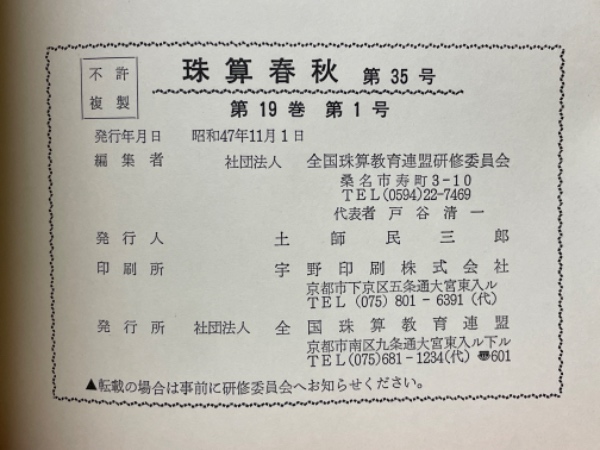 不許
複製
珠算春秋 第35号
第19巻 第1号
発行年月日 昭和47年11月1日
編集者 社団法人 全国珠算教育連盟研修委員会
桑名市寿町3-10
TEL(0594)22-7469
代表者 戸谷清一
発行人 土師民三郎
印刷所 宇野印刷株式会社
京都市下京区五条通大宮東入ル
TEL (075) 801-6391 (代)
発行所 社団法人 全国珠算教育連盟
京都市南区九条通大宮東入ル下ル
TEL(075)681-1234(代) 〠601
▲転載の場合は事前に研修委員会へお知らせください。